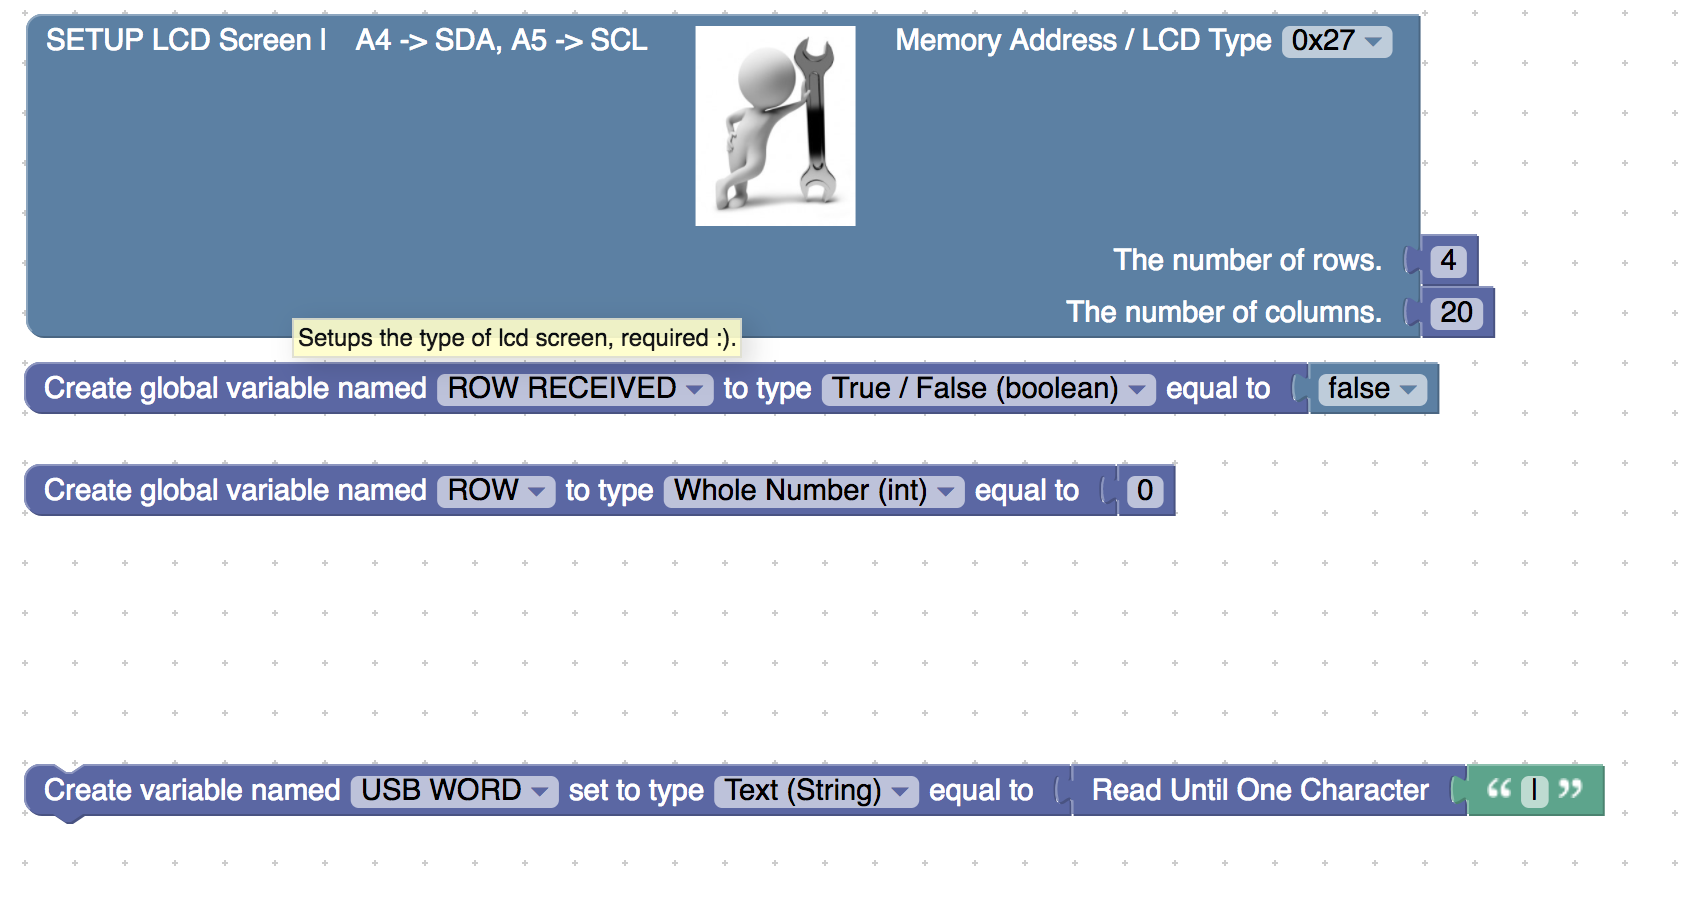 SETUP LCD Screen | A4 -> SDA, A5 -> SCL Memory Address / LCD Type 0x27
The number of rows. 4
The number of columns. 20
Setups the type of lcd screen, required :).
Create global variable named ROW RECEIVED to type True / False (boolean) equal to false
Create global variable named ROW to type Whole Number (int) equal to 0
Create variable named USB WORD set to type Text (String) equal to Read Until One Character “ | ”